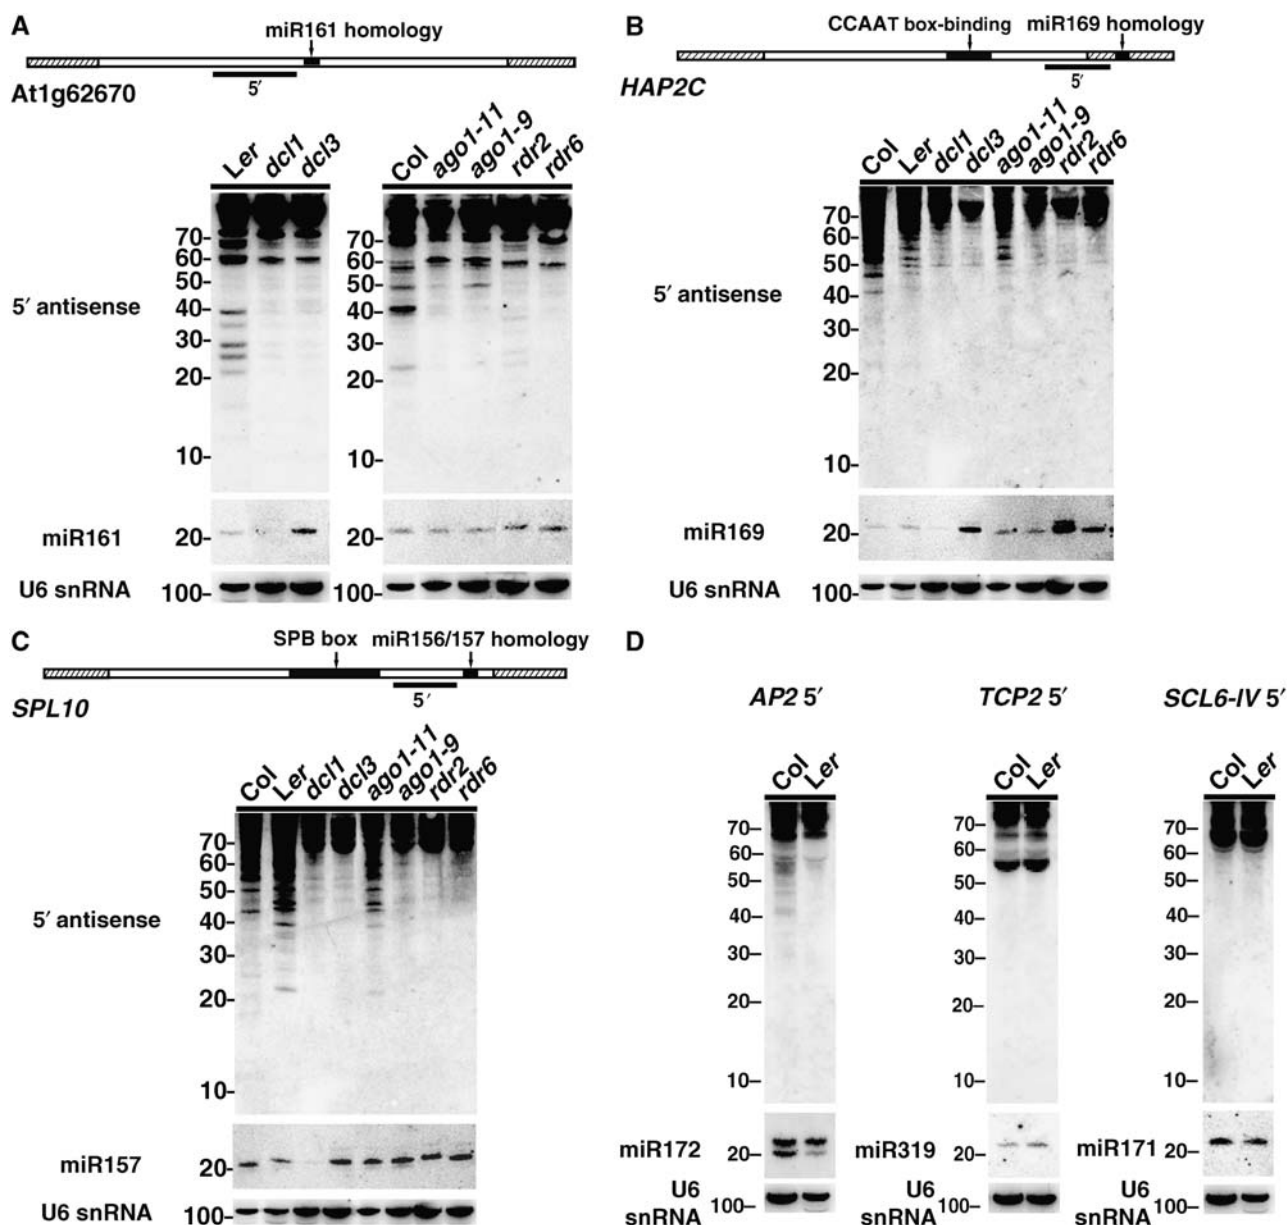 A
miR161 homology
5′
At1g62670
Ler dcl1 dcl3
Col ago1-11 ago1-9 rdr2 rdr6
5′ antisense
70-
60-
50-
40-
30-
20-
10-
70-
60-
50-
40-
30-
20-
10-
miR161
20-
20-
U6 snRNA
100-
100-
B
CCAAT box-binding miR169 homology
5′
HAP2C
Col Ler dcl1 dcl3 ago1-11 ago1-9 rdr2 rdr6
5′ antisense
70-
60-
50-
40-
30-
20-
10-
miR169
20-
U6 snRNA
100-
C
SPB box miR156/157 homology
5′
SPL10
Col Ler dcl1 dcl3 ago1-11 ago1-9 rdr2 rdr6
5′ antisense
70-
60-
50-
40-
30-
20-
10-
miR157
20-
U6 snRNA
100-
D
AP2 5′
Col Ler
70–
60–
50–
40–
30–
20–
10–
miR172
20–
U6
snRNA
100–
TCP2 5′
Col Ler
70–
60–
50–
40–
30–
20–
10–
miR319
20–
U6
snRNA
100–
SCL6-IV 5′
Col Ler
70–
60–
50–
40–
30–
20–
10–
miR171
20–
U6
snRNA
100–